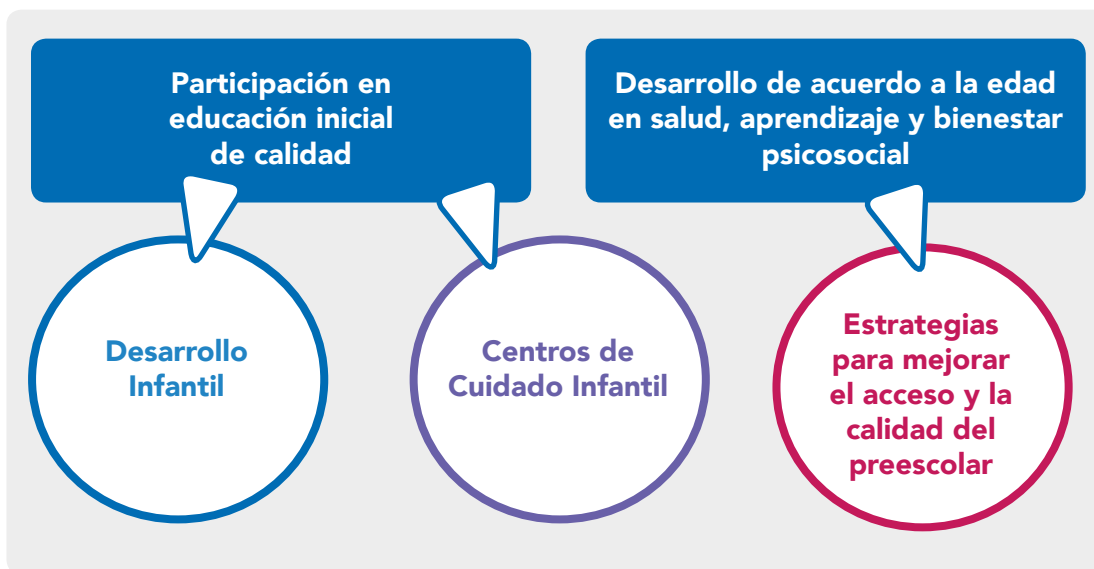 Participación en
educación inicial
de calidad
Desarrollo de acuerdo a la edad
en salud, aprendizaje y bienestar
psicosocial
Desarrollo
Infantil
Centros de
Cuidado Infantil
Estrategias
para mejorar
el acceso y la
calidad del
preescolar